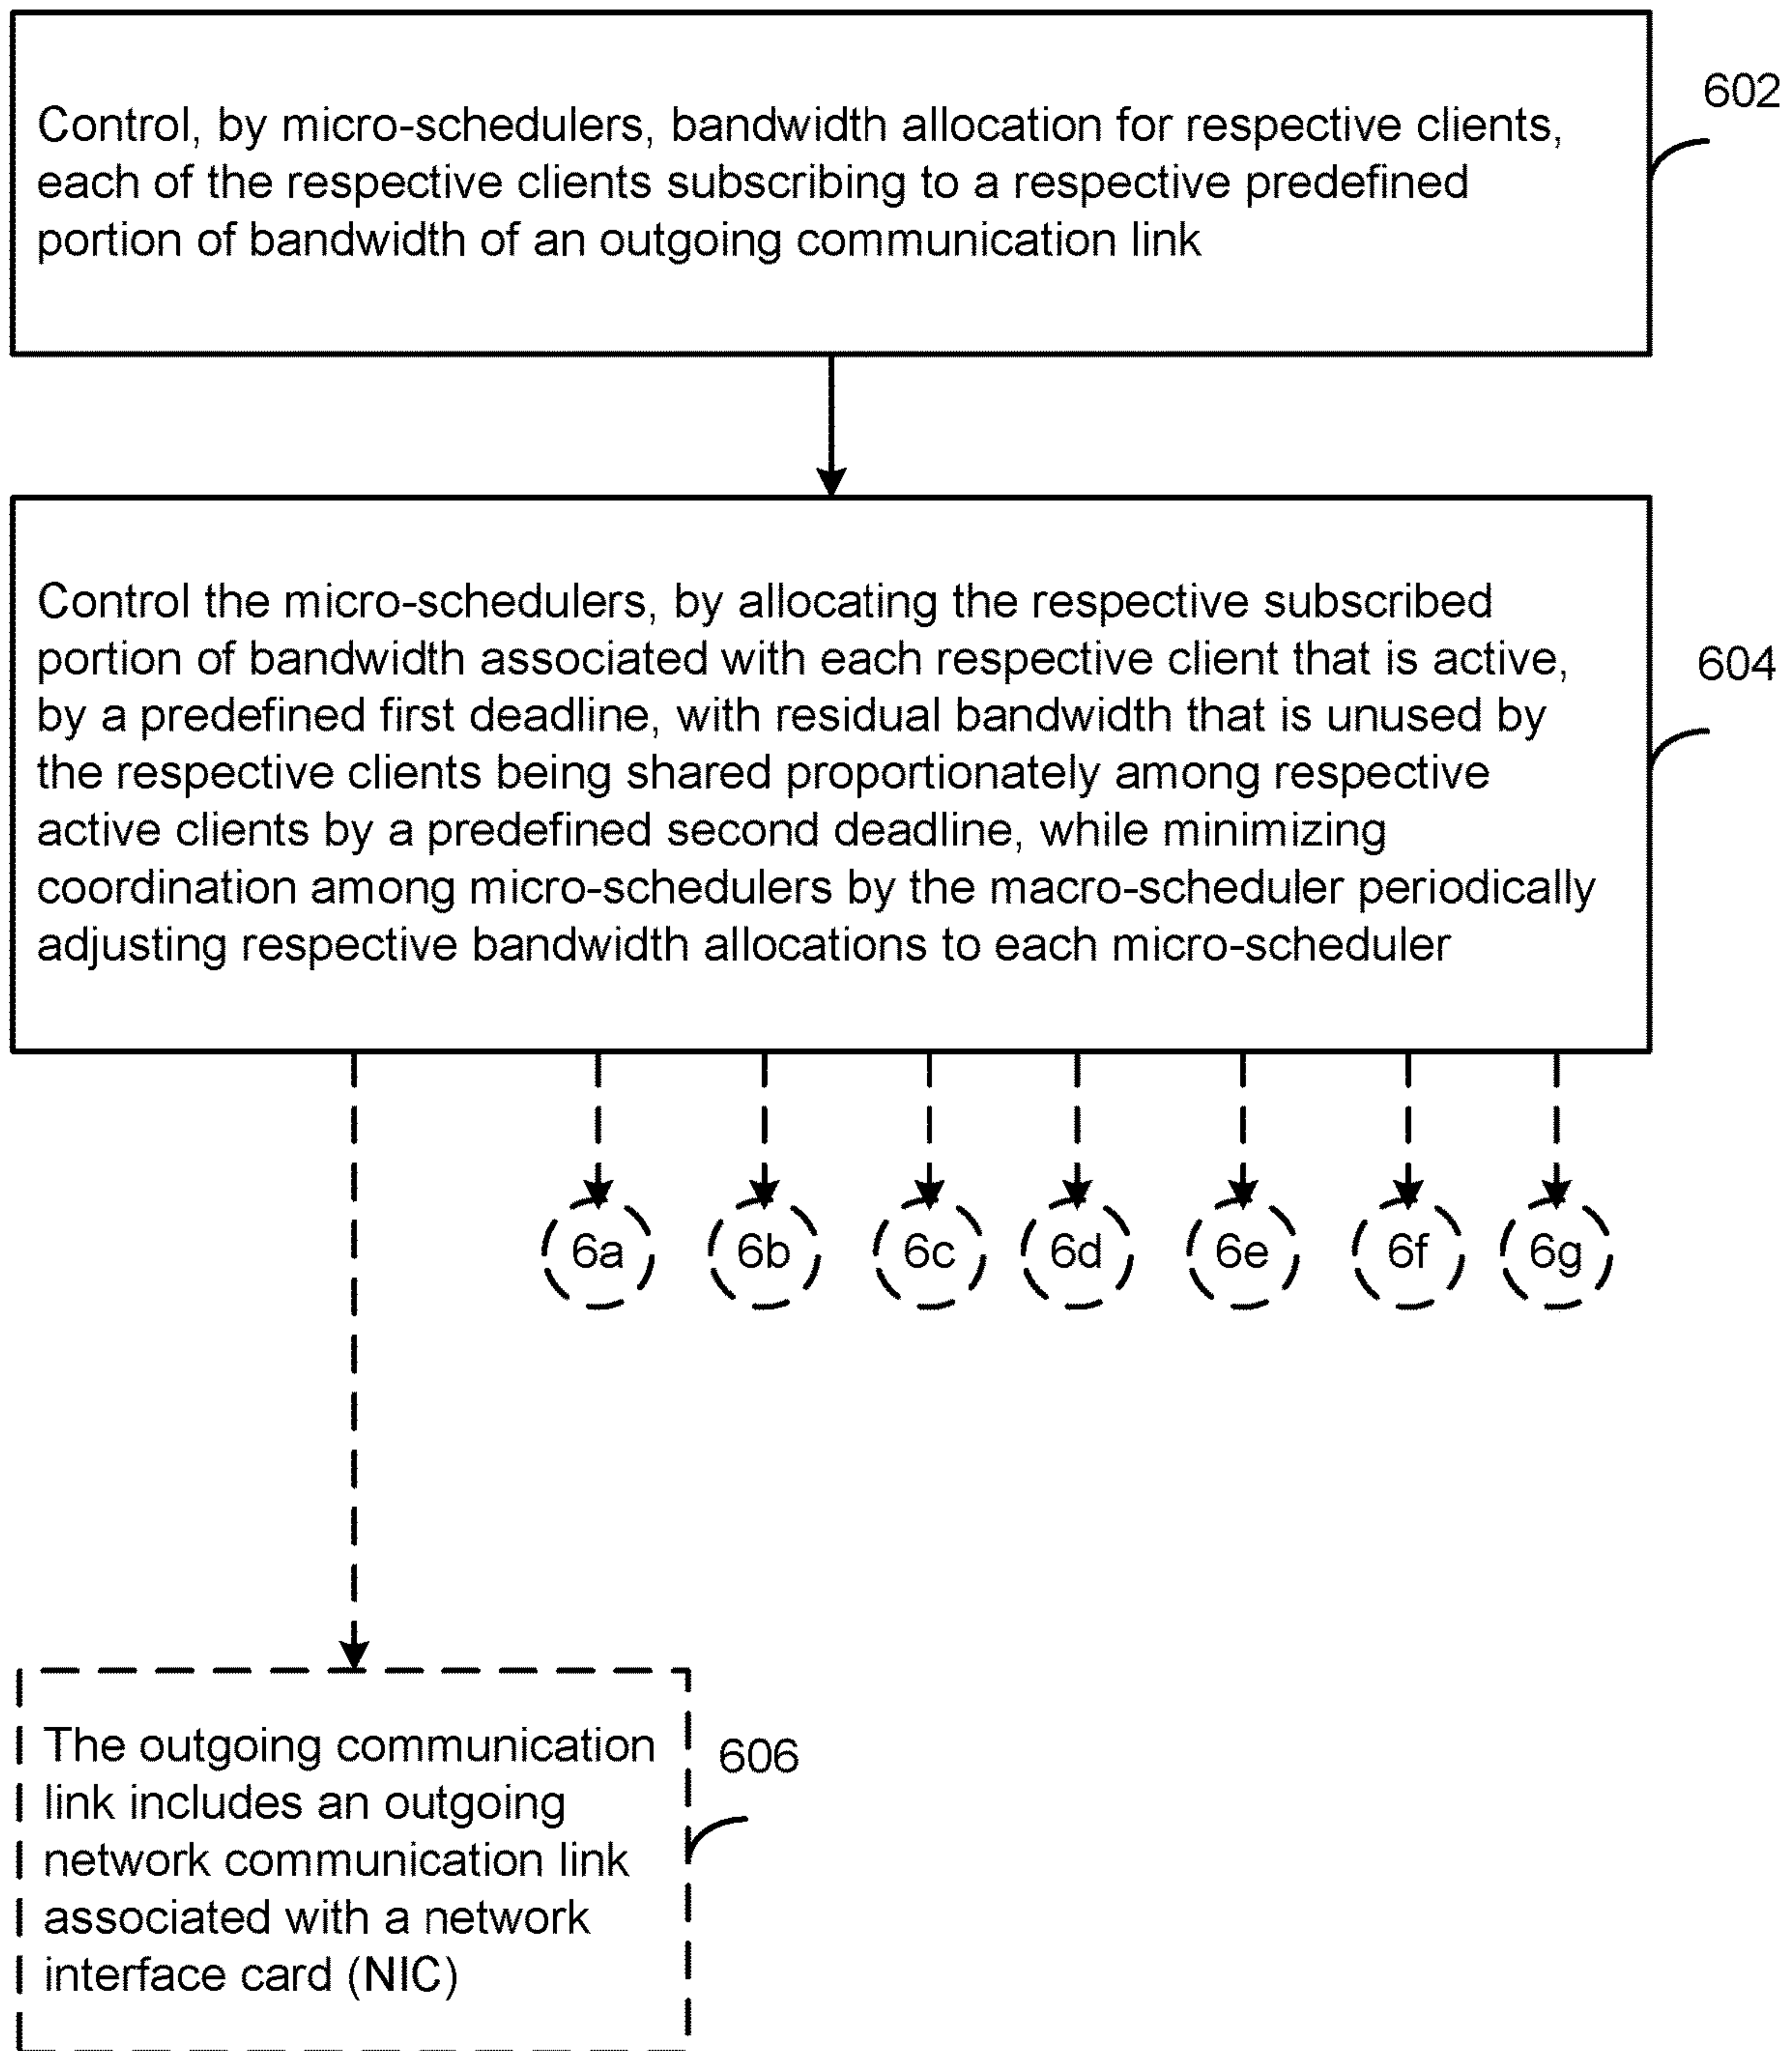 602
Control, by micro-schedulers, bandwidth allocation for respective clients,
each of the respective clients subscribing to a respective predefined
portion of bandwidth of an outgoing communication link
604
Control the micro-schedulers, by allocating the respective subscribed
portion of bandwidth associated with each respective client that is active,
by a predefined first deadline, with residual bandwidth that is unused by
the respective clients being shared proportionately among respective
active clients by a predefined second deadline, while minimizing
coordination among micro-schedulers by the macro-scheduler periodically
adjusting respective bandwidth allocations to each micro-scheduler
6a 6b 6c 6d 6e 6f 6g
606
The outgoing communication
link includes an outgoing
network communication link
associated with a network
interface card (NIC)